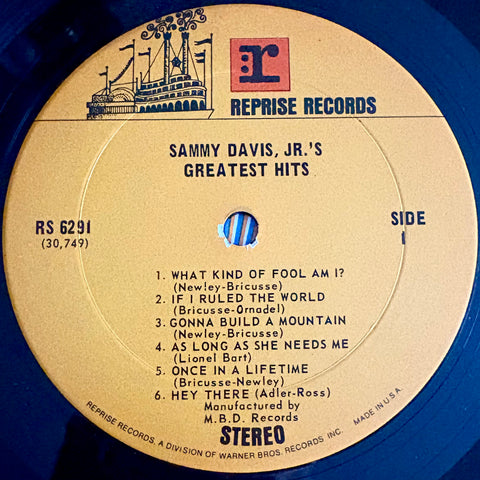 r
REPRISE RECORDS
SAMMY DAVIS, JR.'S
GREATEST HITS
RS 6291
(30,749)
SIDE
1
1. WHAT KIND OF FOOL AM I?
(Newley-Bricusse)
2. IF I RULED THE WORLD
(Bricusse-Ornadel)
3. GONNA BUILD A MOUNTAIN
(Newley-Bricusse)
4. AS LONG AS SHE NEEDS ME
(Lionel Bart)
5. ONCE IN A LIFETIME
(Bricusse-Newley)
6. HEY THERE (Adler-Ross)
Manufactured by
M.B.D. Records
STEREO
REPRISE RECORDS, A DIVISION OF WARNER BROS. RECORDS INC. MADE IN U.S.A.